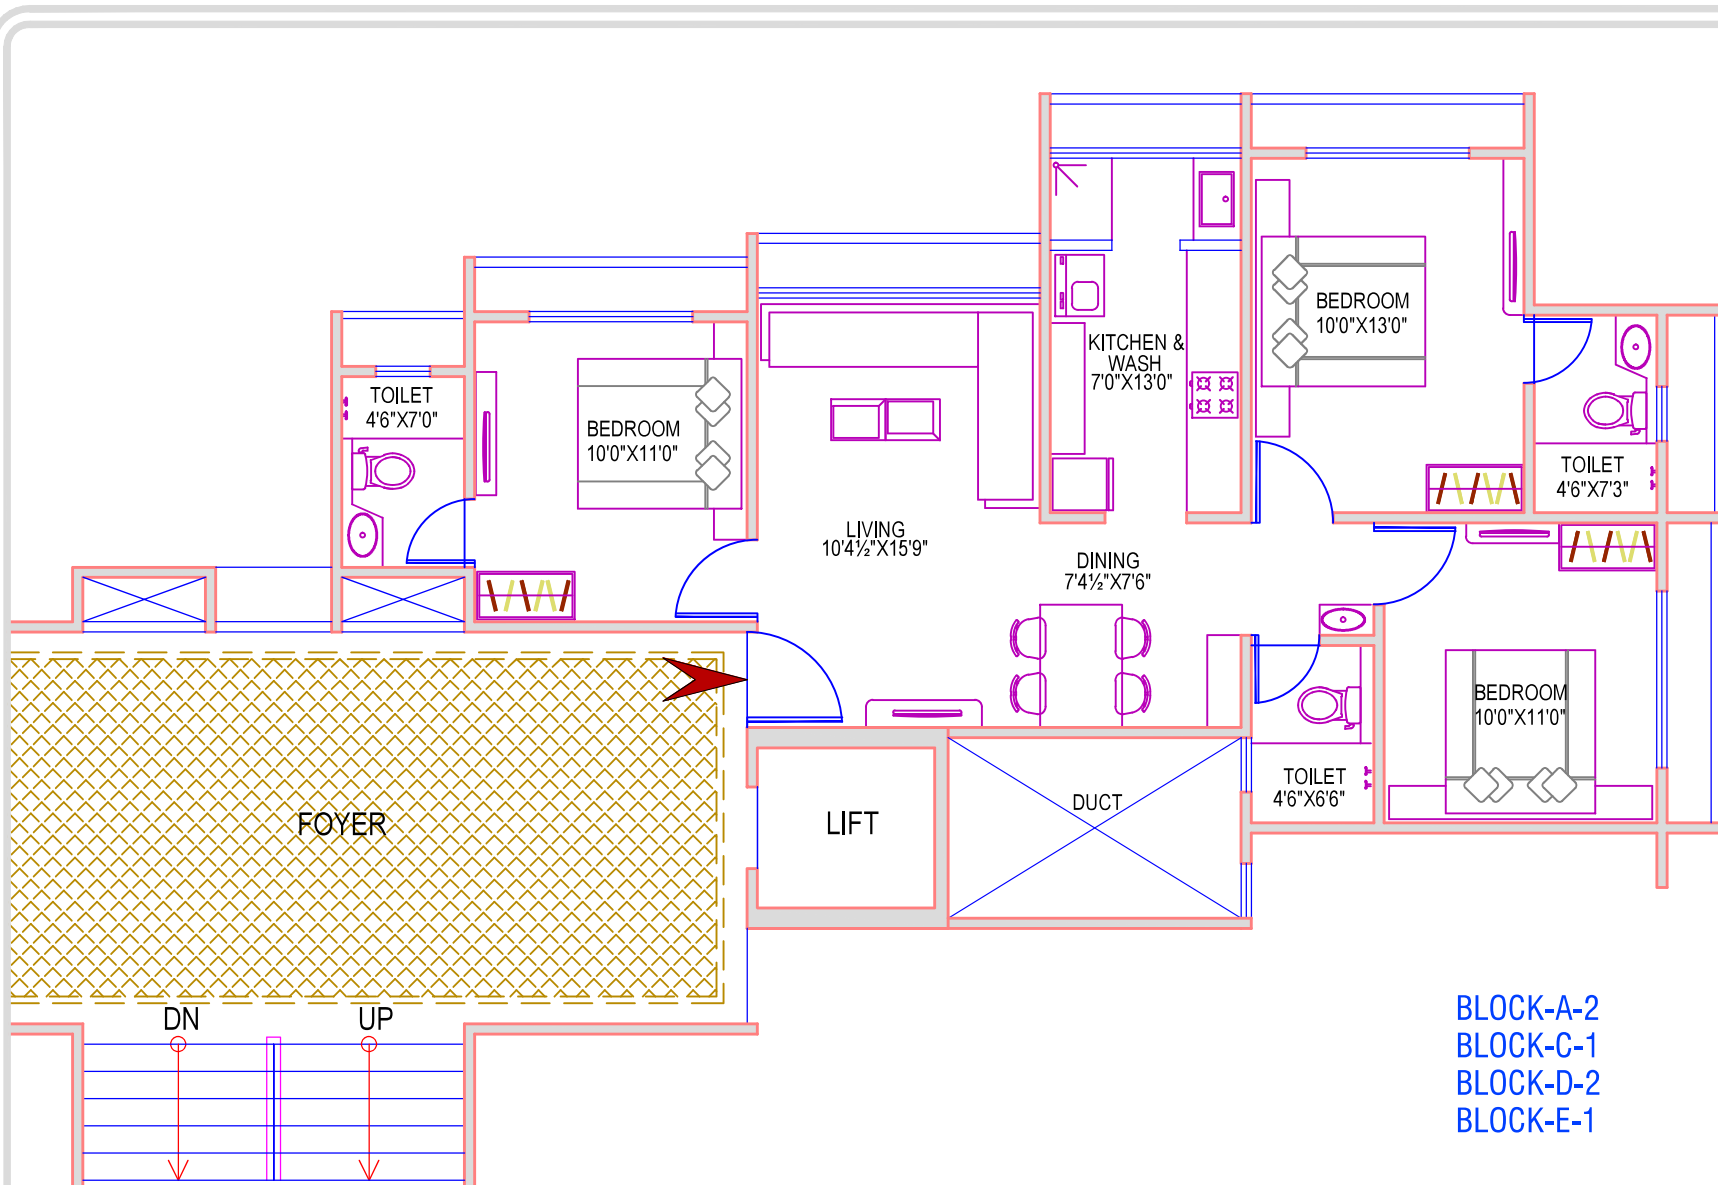 TOILET
4'6"X7'0"
BEDROOM
10'0"X11'0"
LIVING
10'4½"X15'9"
KITCHEN &
WASH
7'0"X13'0"
BEDROOM
10'0"X13'0"
TOILET
4'6"X7'3"
DINING
7'4½"X7'6"
BEDROOM
10'0"X11'0"
TOILET
4'6"X6'6"
DUCT
LIFT
FOYER
DN
UP
BLOCK-A-2
BLOCK-C-1
BLOCK-D-2
BLOCK-E-1